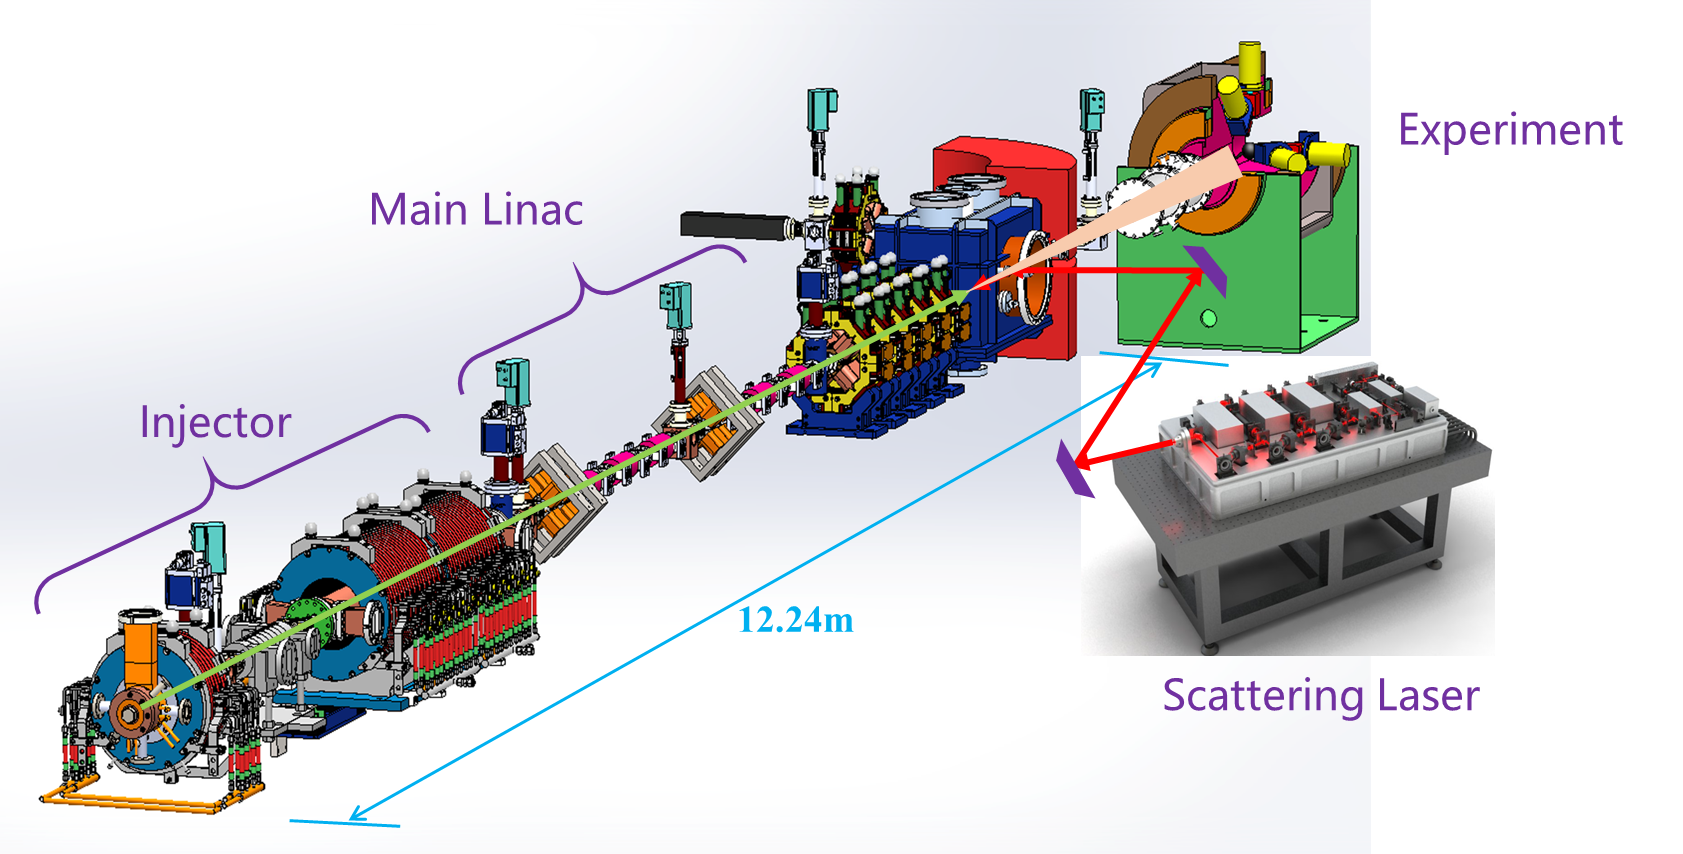 Experiment
Main Linac
Injector
12.24m
Scattering Laser